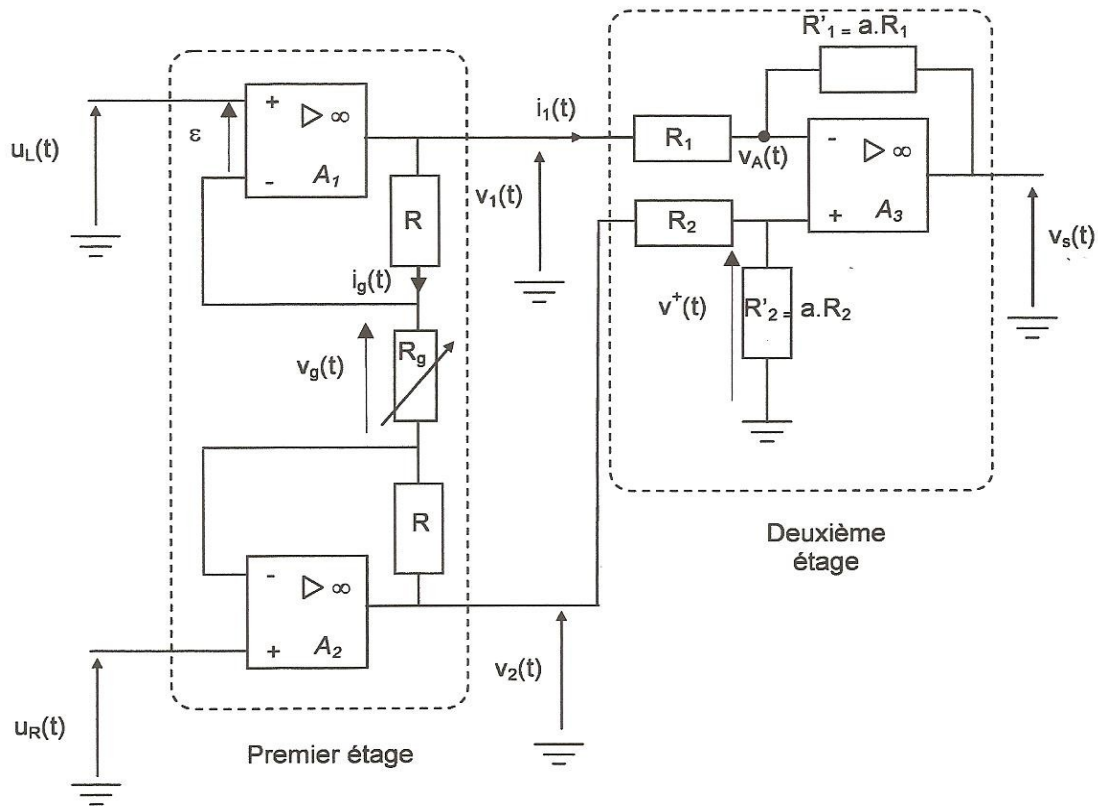 R'1 = a.R1
+
▷ ∞
ε
uL(t)
-
A1
i1(t)
R1
-
▷ ∞
vA(t)
v1(t)
R
R2
+
A3
vs(t)
ig(t)
v+(t)
R'2 = a.R2
vg(t)
Rg
R
Deuxième
étage
-
▷ ∞
A2
+
v2(t)
uR(t)
Premier étage